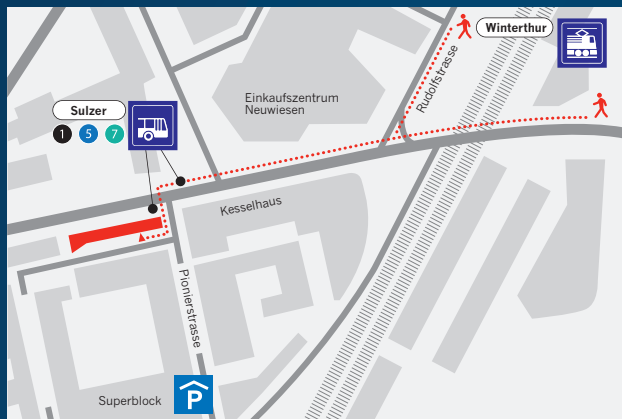 Winterthur
Rudolfstrasse
Einkaufszentrum
Neuwiesen
Sulzer
1 5 7
Kesselhaus
Pionierstrasse
Superblock
P